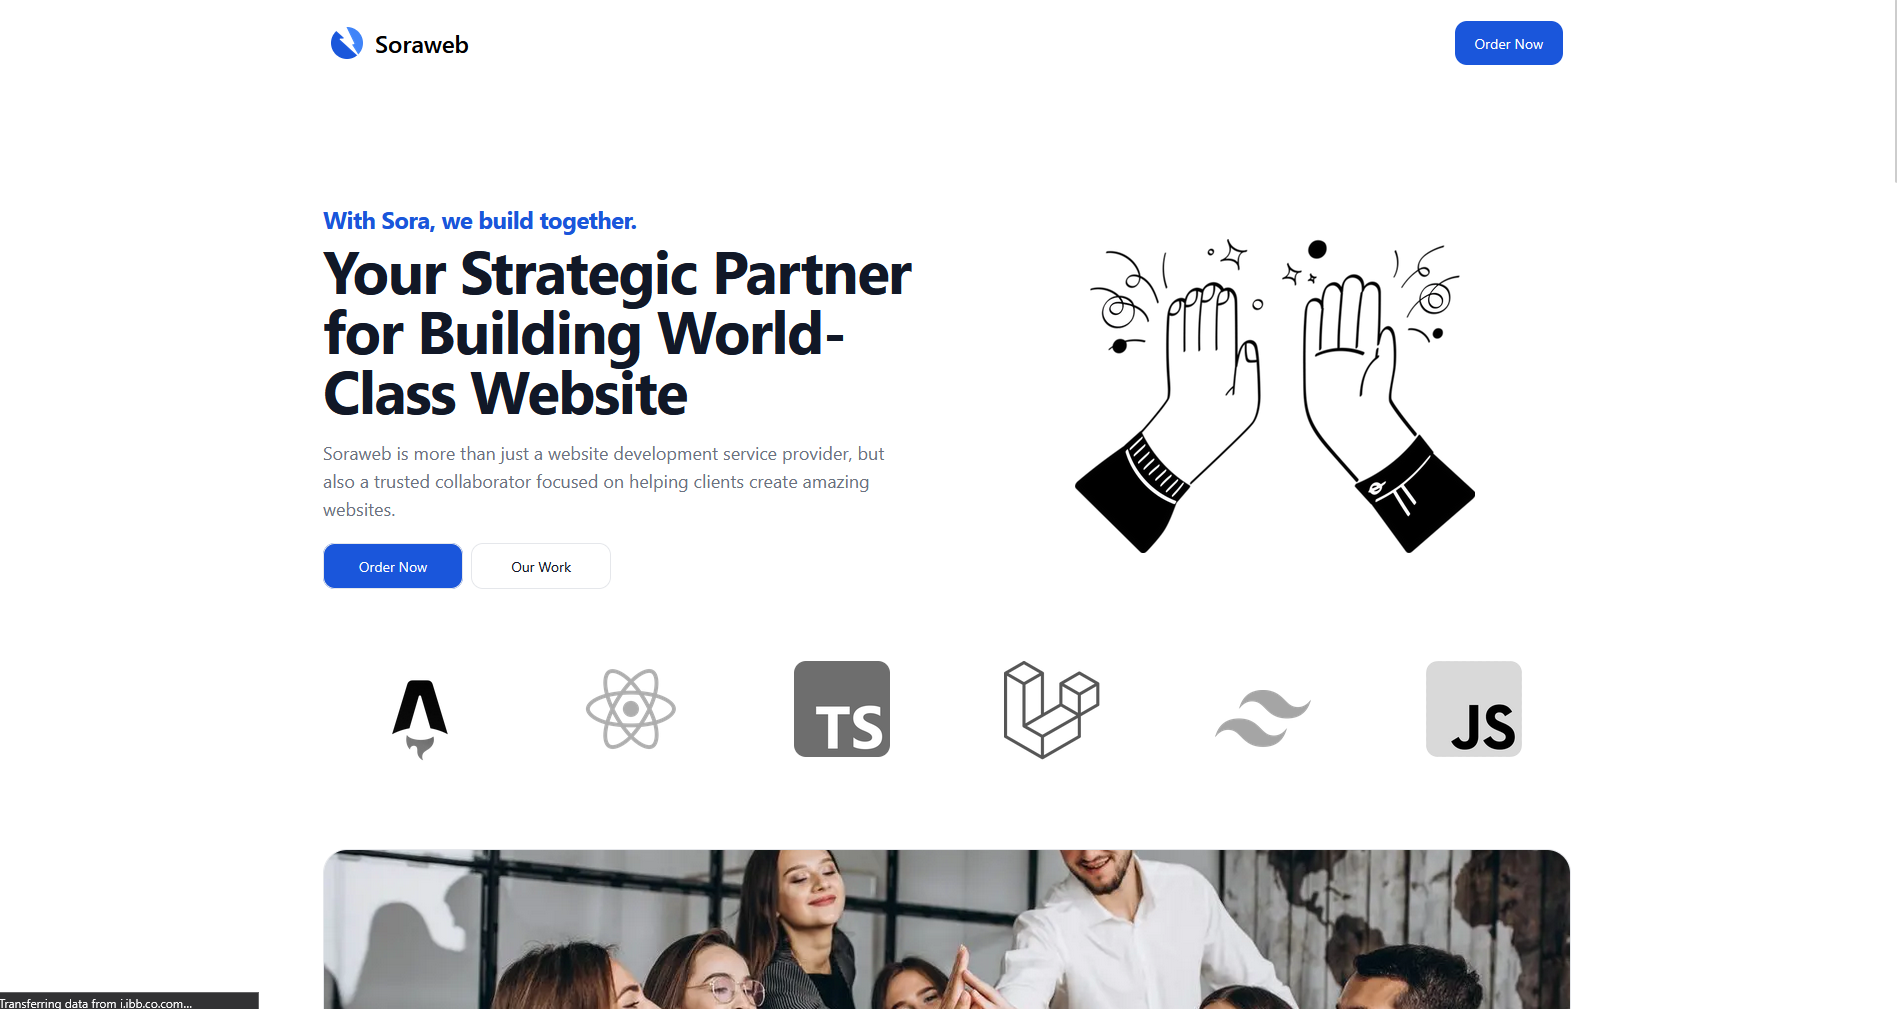 Soraweb
Order Now
With Sora, we build together.
Your Strategic Partner
for Building World-
Class Website
Soraweb is more than just a website development service provider, but
also a trusted collaborator focused on helping clients create amazing
websites.
Order Now
Our Work
TS
JS
Transferring data from i.ibb.co.com...